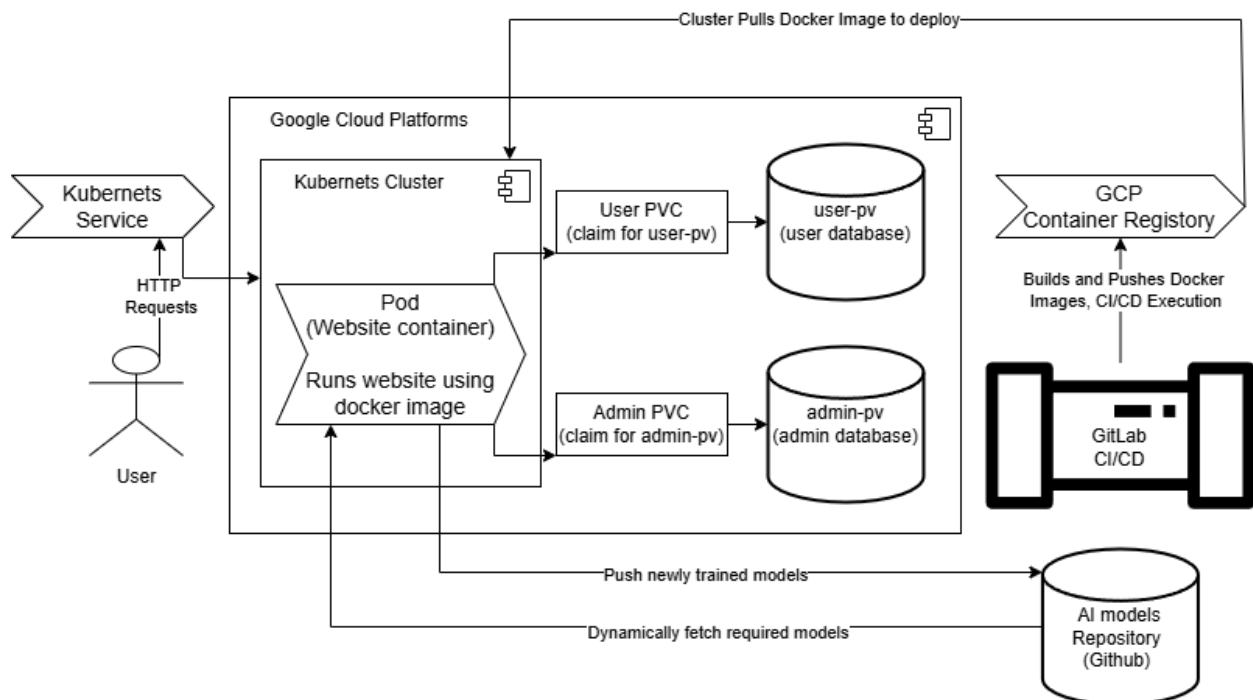 Cluster Pulls Docker Image to deploy
Google Cloud Platforms
Kubernets Cluster
Kubernets
Service
User PVC
(claim for user-pv)
user-pv
(user database)
GCP
Container Registory
HTTP
Requests
Builds and Pushes Docker
Images, CI/CD Execution
Pod
(Website container)
Runs website using
docker image
Admin PVC
(claim for admin-pv)
admin-pv
(admin database)
GitLab
CI/CD
User
Push newly trained models
Dynamically fetch required models
AI models
Repository
(Github)